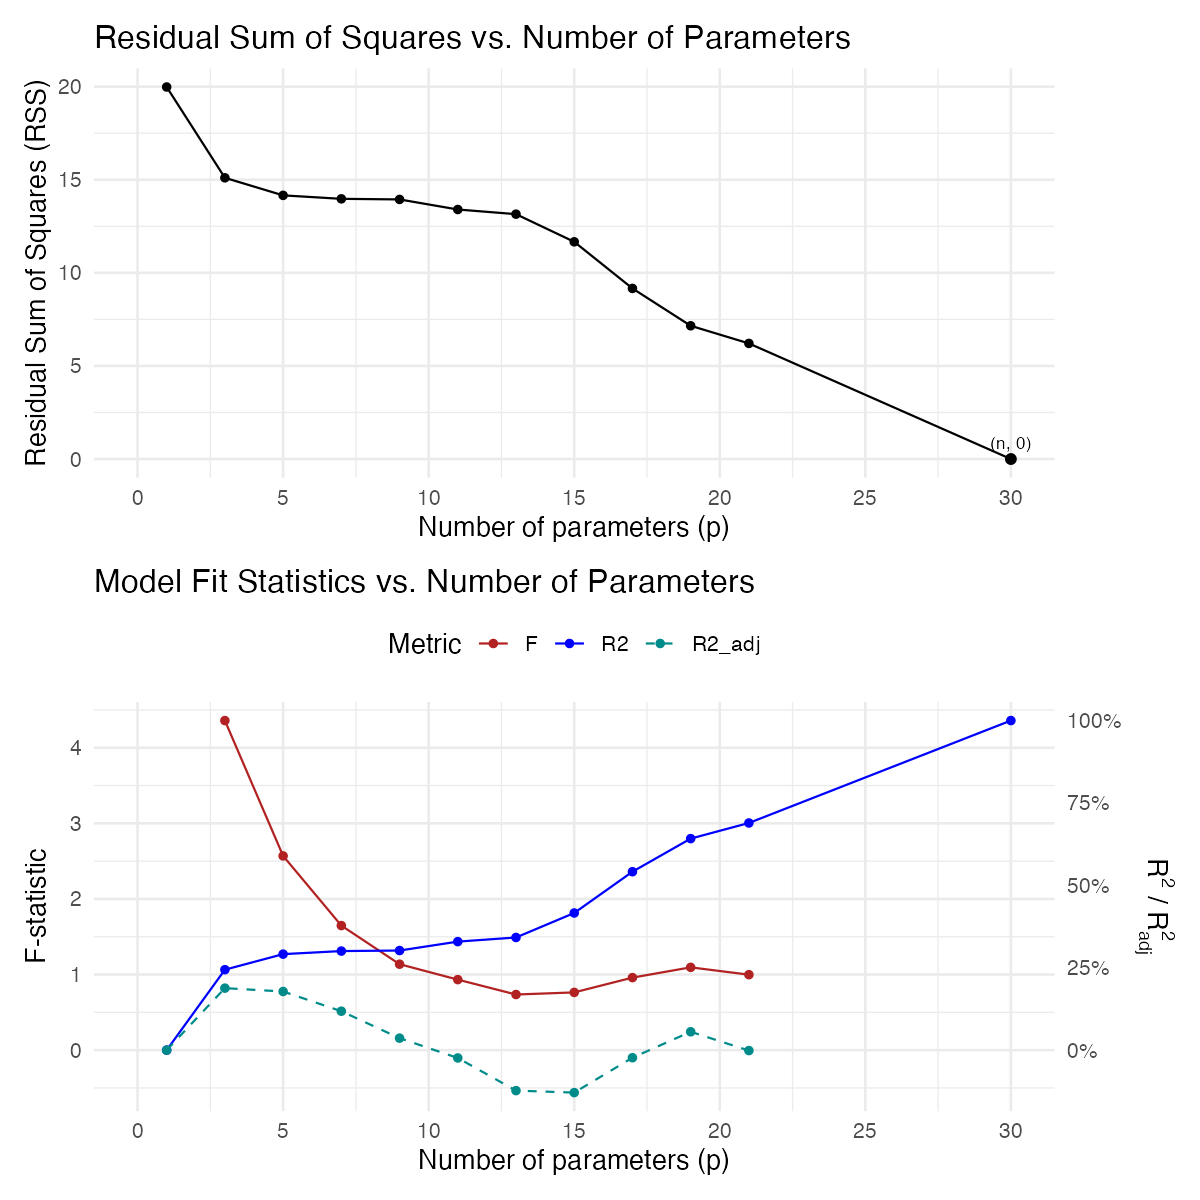 Residual Sum of Squares vs. Number of Parameters
Residual Sum of Squares (RSS)
20
15
10
5
0
(n, 0)
0 5 10 15 20 25 30
Number of parameters (p)
Model Fit Statistics vs. Number of Parameters
Metric F R2 R2_adj
F-statistic
4
3
2
1
0
100%
75%
50%
25%
0%
R² / R²adj
0 5 10 15 20 25 30
Number of parameters (p)